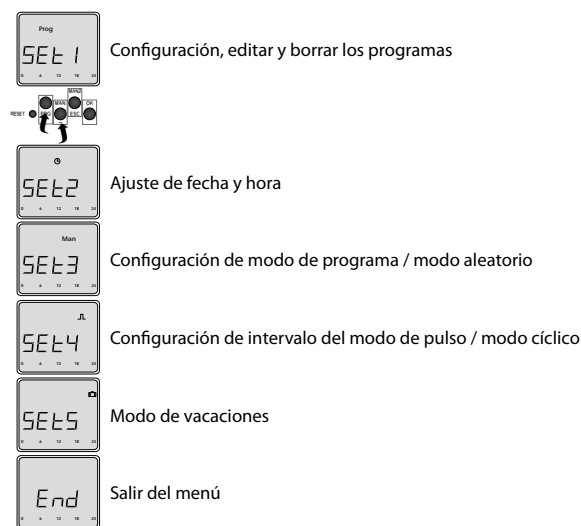 Prog
SEt 1
0 6 12 18 24
Configuración, editar y borrar los programas
MAN2
MAN OK
RESET PRG ESC
SEt2
0 6 12 18 24
Ajuste de fecha y hora
Man
SEt3
0 6 12 18 24
Configuración de modo de programa / modo aleatorio
SEt4
0 6 12 18 24
Configuración de intervalo del modo de pulso / modo cíclico
SEt5
0 6 12 18 24
Modo de vacaciones
End
0 6 12 18 24
Salir del menú